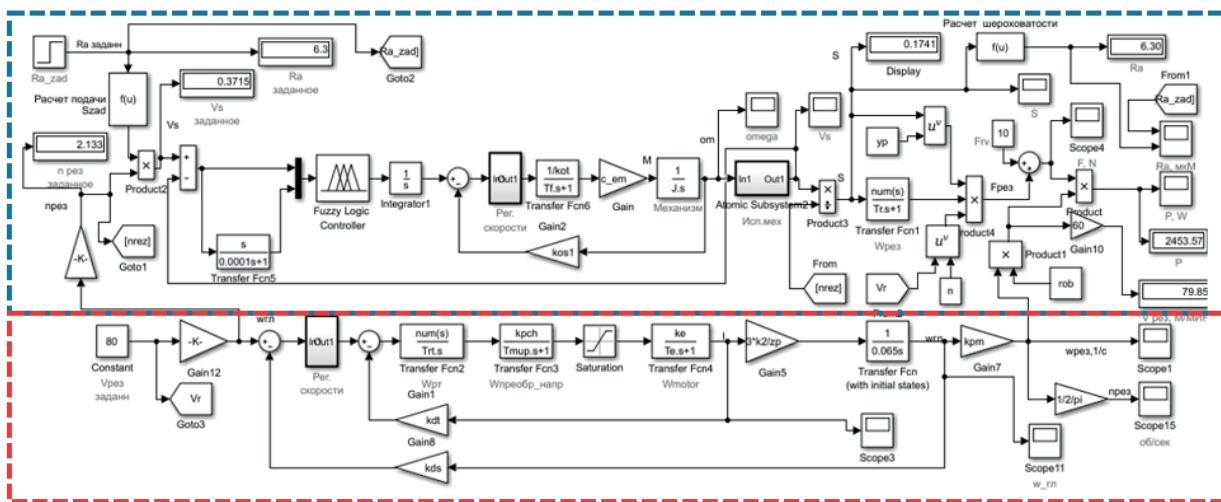 Ra заданн
Ra_zad
6.3
Ra
заданное
Ra_zad]
Goto2
Расчет подачи
Szad
f(u)
0.3715
Vs
заданное
Vs
2.133
n рез
заданное
×
Product2
+
-
Fuzzy Logic
Controller
1
s
Integrator1
s
0.0001s+1
Transfer Fcn5
nрез
[nrez]
Goto1
-K-
Out1
Рег.
скорости
1/kot
Tf.s+1
Transfer Fcn6
c_em
Gain
M
1
J.s
Механизм
Gain2
kos1
om
omega
Vs
In1 Out1
Atomic Subsystem2
Исп.мех
×
÷
Product3
S
From
[nrez]
S
0.1741
Display
Расчет шероховатости
f(u)
6.30
Ra
From1
Ra_zad]
Ra, мкМ
S
yp
u^v
10
Frv
Scope4
F, N
Fрез
num(s)
Tr.s+1
Transfer Fcn1
Wрез
×
Product4
u^v
Vr
From2
n
×
Product
×
Product1
60
Gain10
rob
P, W
2453.57
P
79.85
V рез, м/мин
80
Constant
Vрез
заданн
-K-
Gain12
Vr
Goto3
wгл
Out1
Рег.
скорости
num(s)
Trt.s
Transfer Fcn2
Wрт
kpch
Tmup.s+1
Transfer Fcn3
Wпреобр_напр
Saturation
ke
Te.s+1
Transfer Fcn4
Wmotor
I
3*k2/zp
Gain5
1
0.065s
Transfer Fcn
(with initial states)
wгл
kpm
Gain7
wрез,1/с
Scope1
Gain1
kdt
Gain8
kds
Scope3
Scope11
w_гл
1/2/pi
nрез
Scope15
об/сек